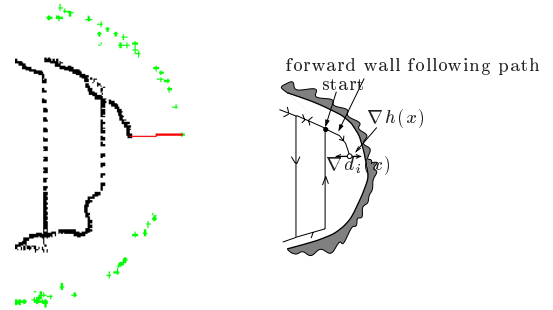 forward wall following path
start
∇h(x)
∇d_i(x)